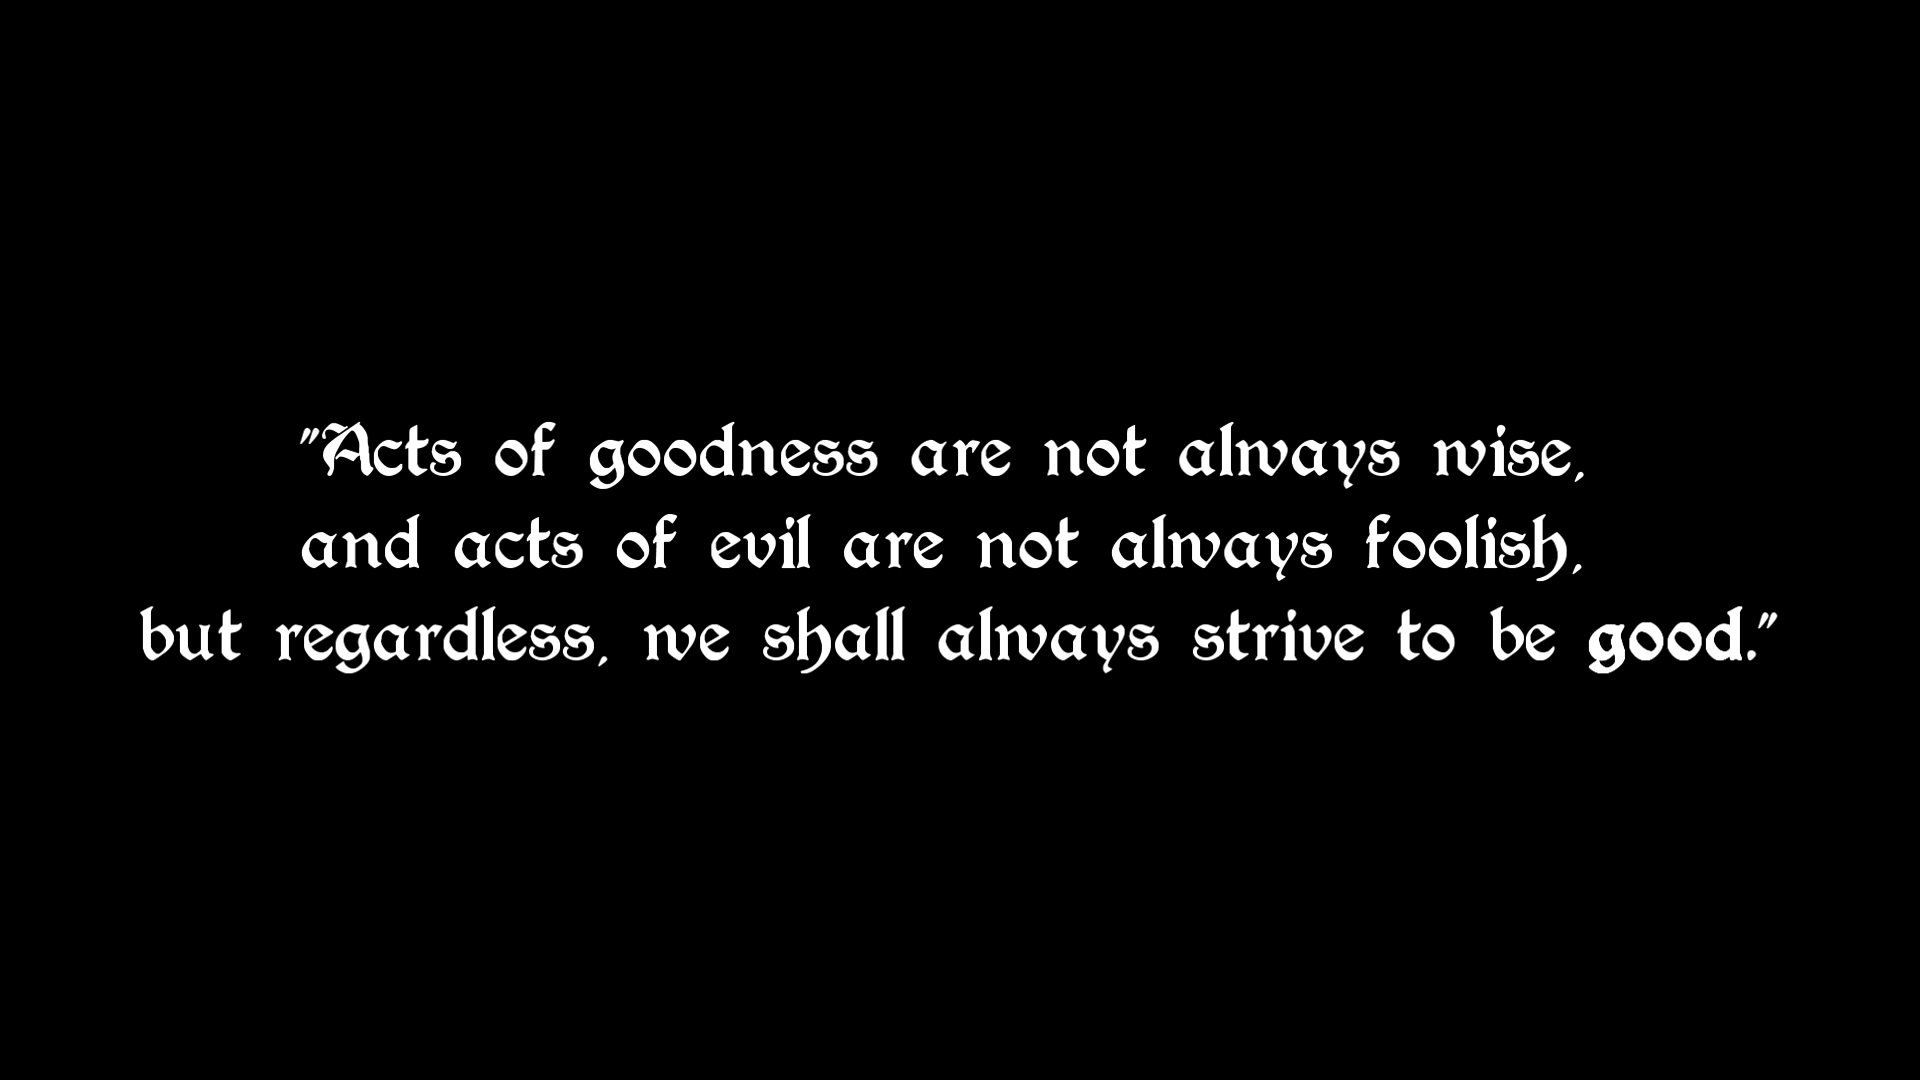 "Acts of goodness are not always wise,
and acts of evil are not always foolish,
but regardless, we shall always strive to be good."